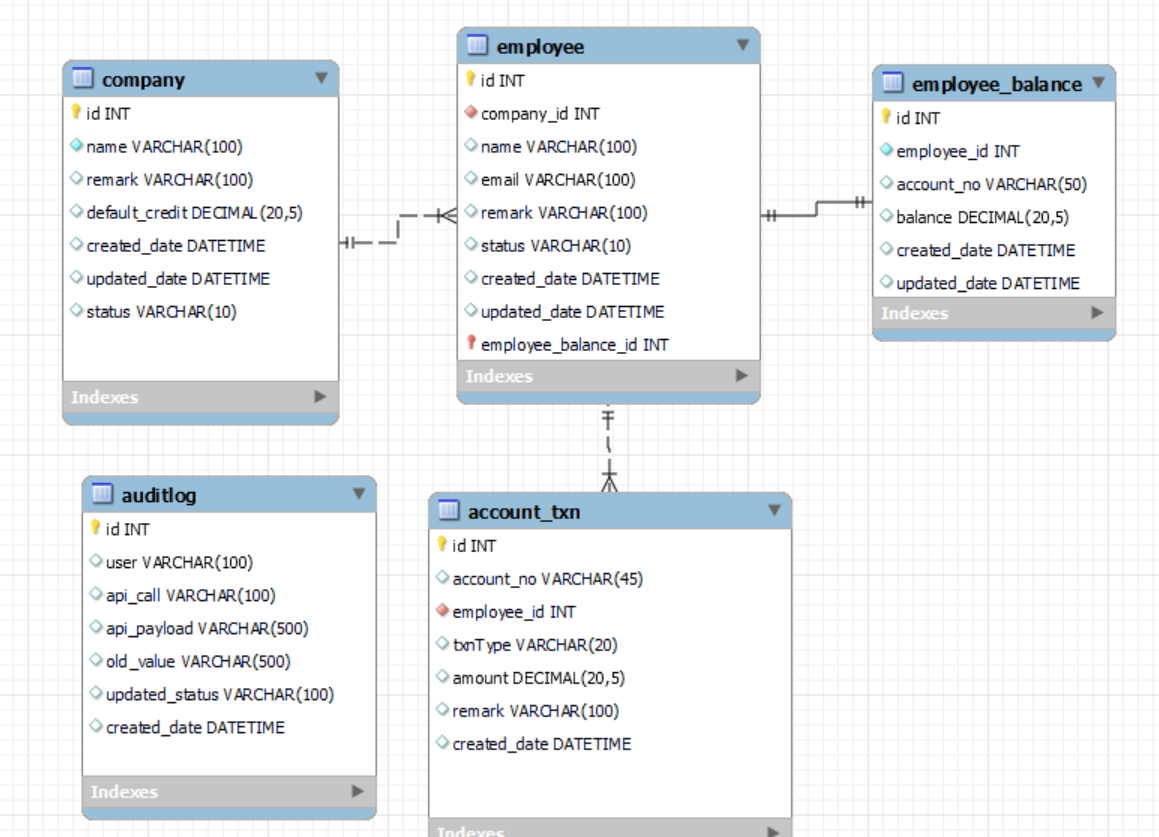 company
id INT
name VARCHAR(100)
remark VARCHAR(100)
default_credit DECIMAL(20,5)
created_date DATETIME
updated_date DATETIME
status VARCHAR(10)
Indexes
employee
id INT
company_id INT
name VARCHAR(100)
email VARCHAR(100)
remark VARCHAR(100)
status VARCHAR(10)
created_date DATETIME
updated_date DATETIME
employee_balance_id INT
Indexes
employee_balance
id INT
employee_id INT
account_no VARCHAR(50)
balance DECIMAL(20,5)
created_date DATETIME
updated_date DATETIME
Indexes
auditlog
id INT
user VARCHAR(100)
api_call VARCHAR(100)
api_payload VARCHAR(500)
old_value VARCHAR(500)
updated_status VARCHAR(100)
created_date DATETIME
Indexes
account_txn
id INT
account_no VARCHAR(45)
employee_id INT
txnType VARCHAR(20)
amount DECIMAL(20,5)
remark VARCHAR(100)
created_date DATETIME
Indexes